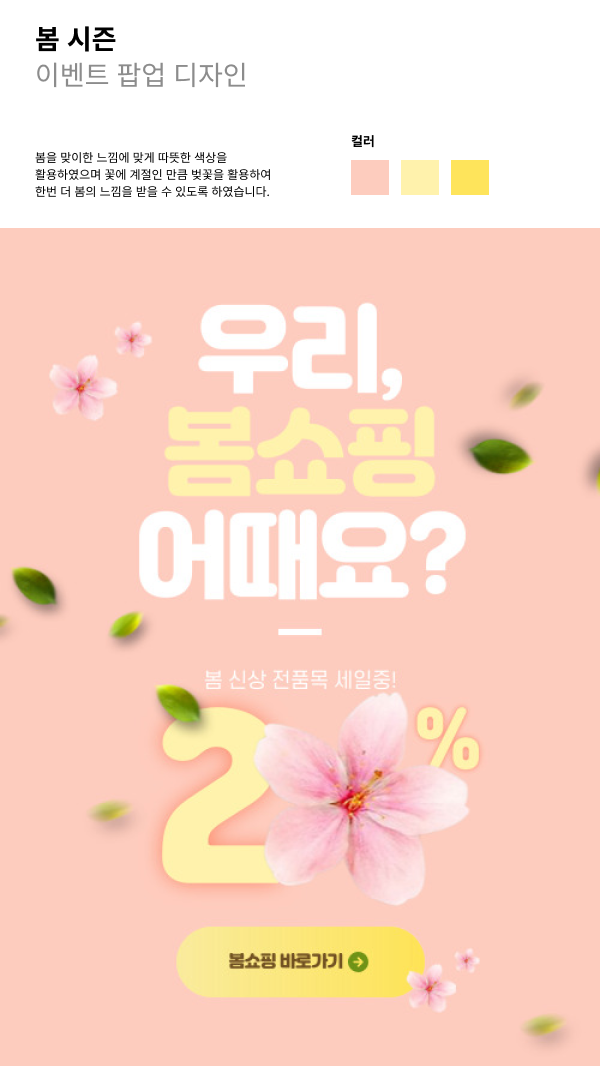 봄 시즌
이벤트 팝업 디자인
컬러
봄을 맞이한 느낌에 맞게 따뜻한 색상을
활용하였으며 꽃에 계절인 만큼 벚꽃을 활용하여
한번 더 봄의 느낌을 받을 수 있도록 하였습니다.
우리,
봄쇼핑
어때요?
봄 신상 전품목 세일중!
2 %
봄쇼핑 바로가기